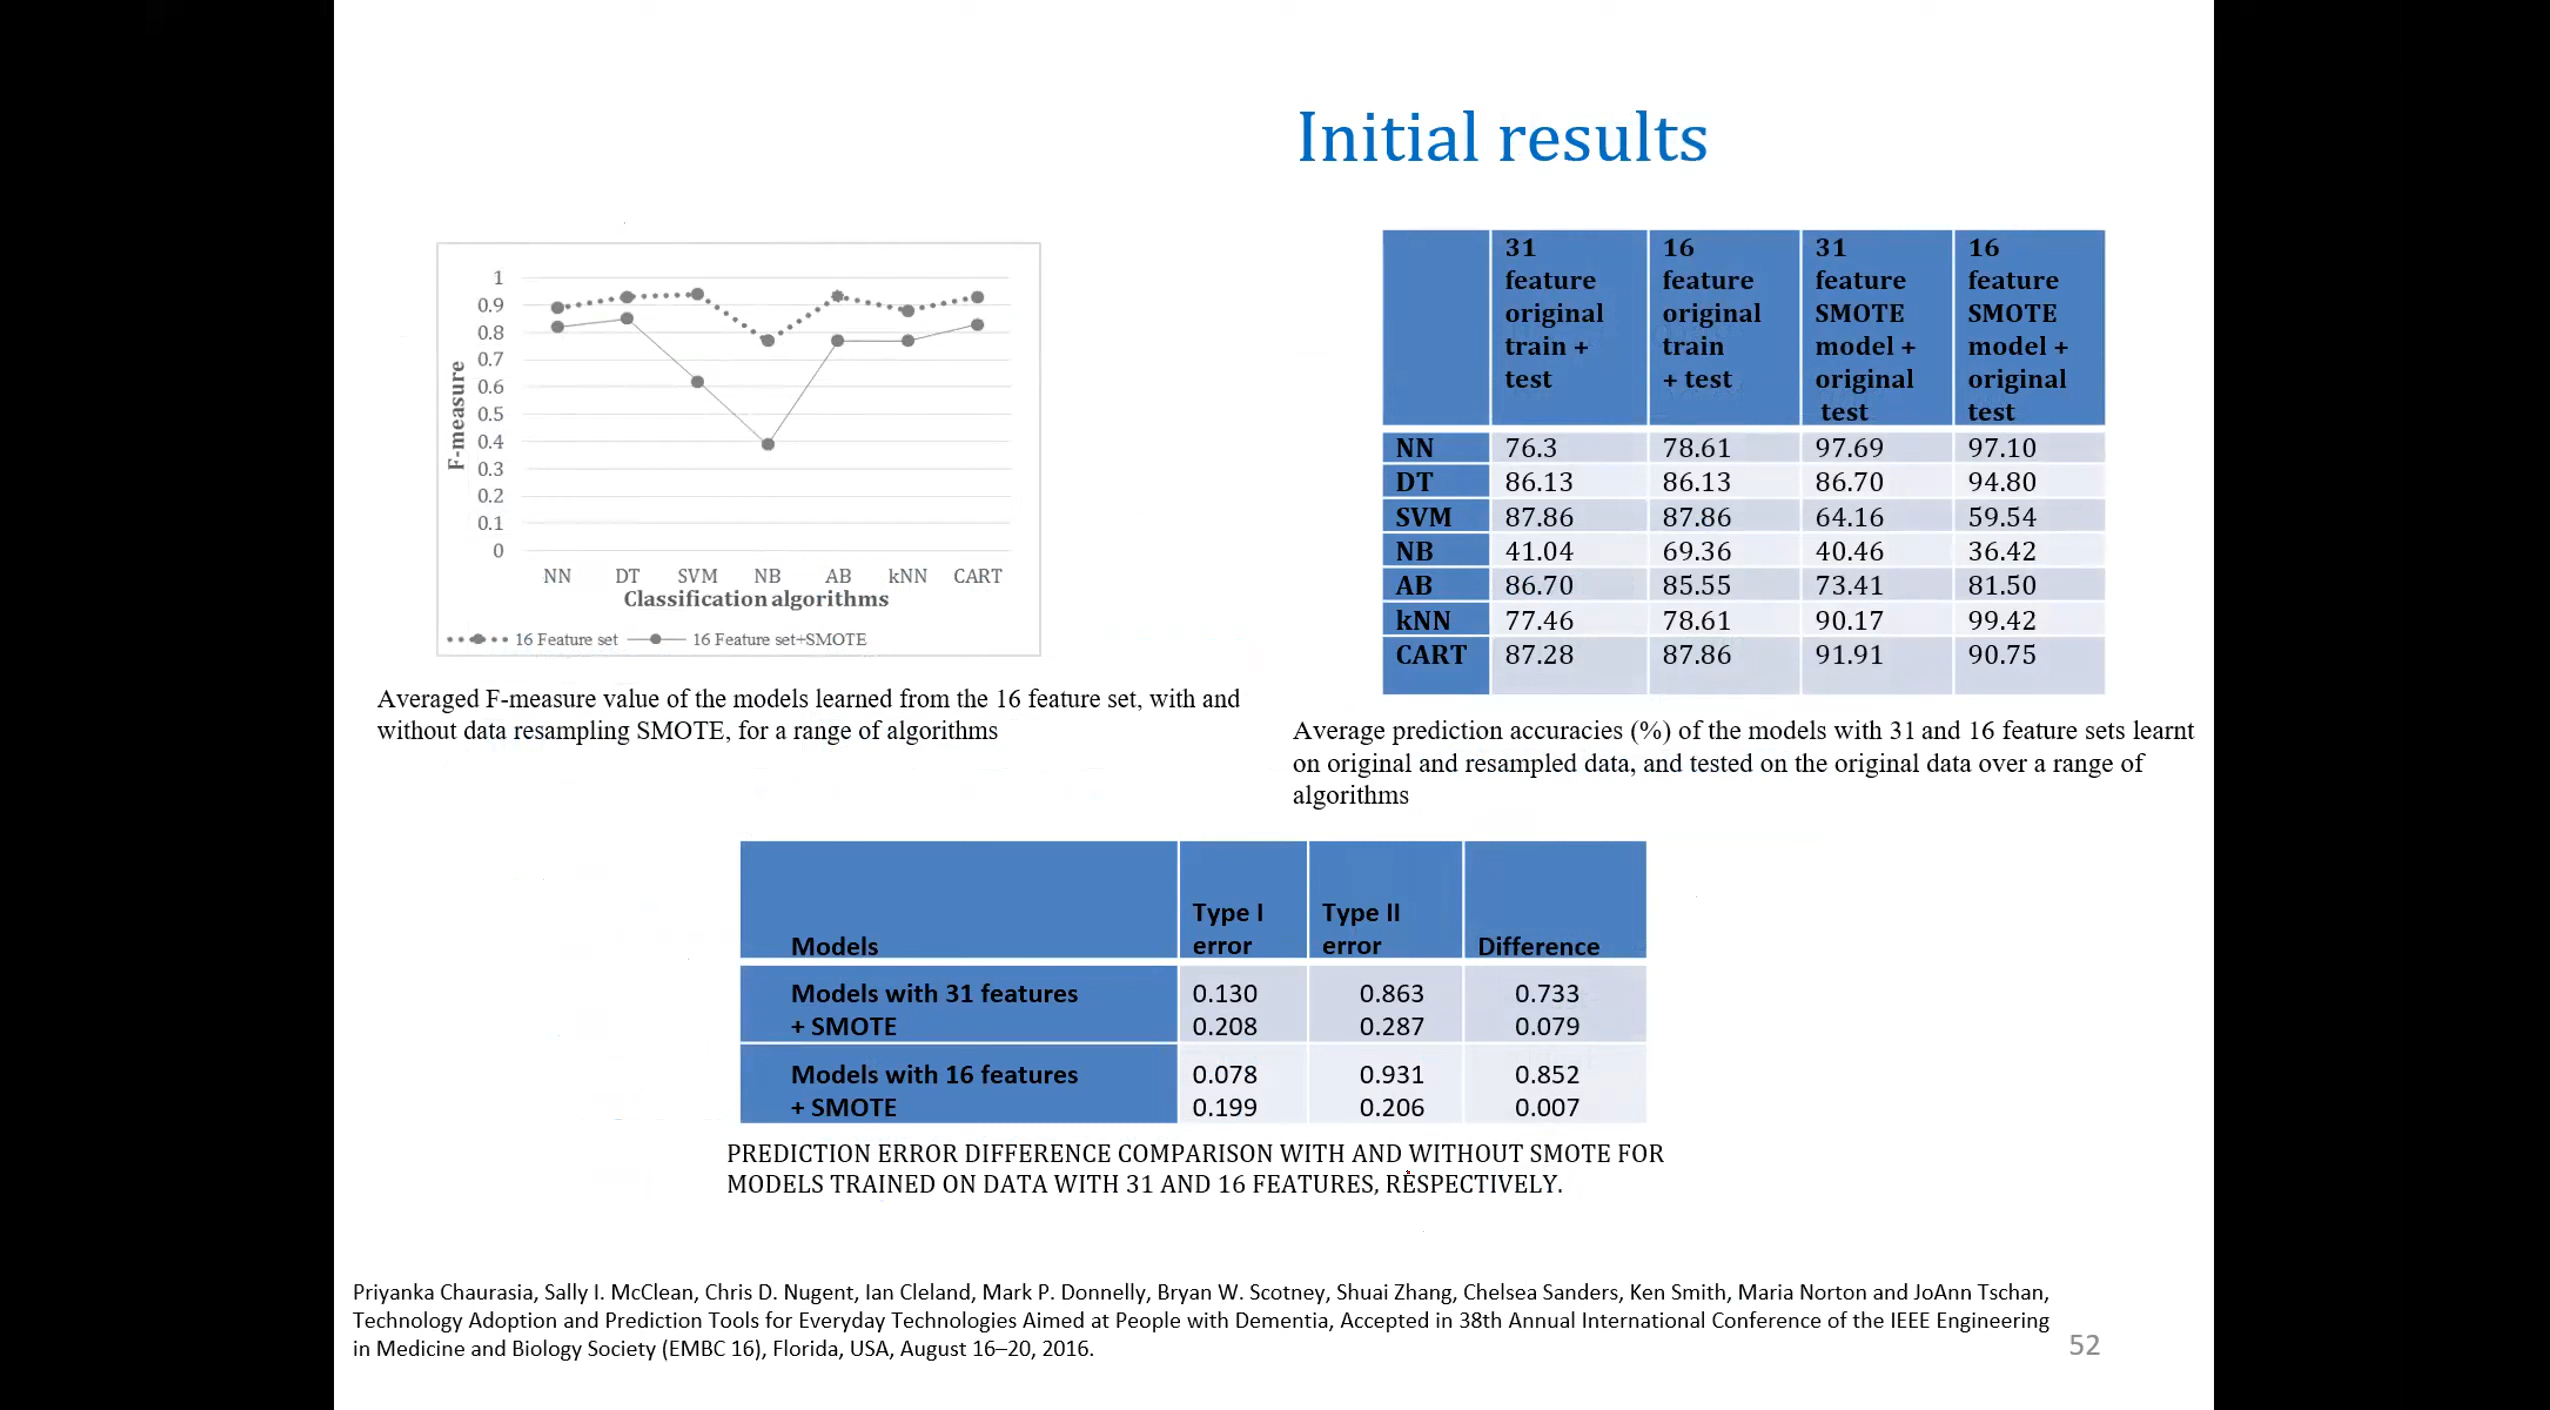 Initial results
1
0.9
0.8
0.7
0.6
0.5
0.4
0.3
0.2
0.1
0
F-measure
NN DT SVM NB AB kNN CART
Classification algorithms
16 Feature set 16 Feature set+SMOTE
Averaged F-measure value of the models learned from the 16 feature set, with and
without data resampling SMOTE, for a range of algorithms
31 16 31 16
feature feature feature feature
original original SMOTE SMOTE
train + train model + model +
test + test original original
test test
NN 76.3 78.61 97.69 97.10
DT 86.13 86.13 86.70 94.80
SVM 87.86 87.86 64.16 59.54
NB 41.04 69.36 40.46 36.42
AB 86.70 85.55 73.41 81.50
kNN 77.46 78.61 90.17 99.42
CART 87.28 87.86 91.91 90.75
Average prediction accuracies (%) of the models with 31 and 16 feature sets learnt
on original and resampled data, and tested on the original data over a range of
algorithms
Type I Type II
Models error error Difference
Models with 31 features 0.130 0.863 0.733
+ SMOTE 0.208 0.287 0.079
Models with 16 features 0.078 0.931 0.852
+ SMOTE 0.199 0.206 0.007
PREDICTION ERROR DIFFERENCE COMPARISON WITH AND WITHOUT SMOTE FOR
MODELS TRAINED ON DATA WITH 31 AND 16 FEATURES, RESPECTIVELY.
Priyanka Chaurasia, Sally I. McClean, Chris D. Nugent, Ian Cleland, Mark P. Donnelly, Bryan W. Scotney, Shuai Zhang, Chelsea Sanders, Ken Smith, Maria Norton and JoAnn Tschan,
Technology Adoption and Prediction Tools for Everyday Technologies Aimed at People with Dementia, Accepted in 38th Annual International Conference of the IEEE Engineering
in Medicine and Biology Society (EMBC 16), Florida, USA, August 16–20, 2016.
52